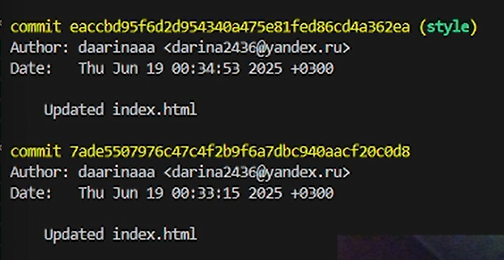 commit eaccbd95f6d2d954340a475e81fed86cd4a362ea (style)
Author: daarinaaa <darina2436@yandex.ru>
Date:   Thu Jun 19 00:34:53 2025 +0300
    Updated index.html
commit 7ade5507976c47c4f2b9f6a7dbc940aacf20c0d8
Author: daarinaaa <darina2436@yandex.ru>
Date:   Thu Jun 19 00:33:15 2025 +0300
    Updated index.html